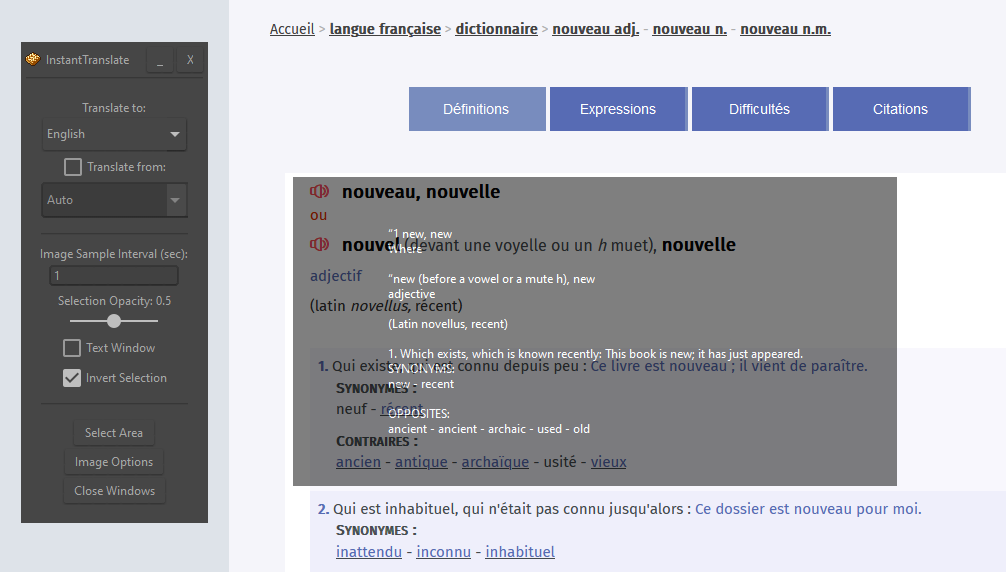 InstantTranslate _ X
Translate to:
English
Translate from:
Auto
Image Sample Interval (sec):
1
Selection Opacity: 0.5
Text Window
Invert Selection
Select Area
Image Options
Close Windows
Accueil > langue française > dictionnaire > nouveau adj. - nouveau n. - nouveau n.m.
Définitions Expressions Difficultés Citations
nouveau, nouvelle
ou
nouvel (devant une voyelle ou un h muet), nouvelle
adjectif
(latin novellus, récent)
1. Qui existe, qui est connu depuis peu : Ce livre est nouveau ; il vient de paraître.
SYNONYMES :
neuf - récent
CONTRAIRES :
ancien - antique - archaïque - usité - vieux
“1 new, new
Where
“new (before a vowel or a mute h), new
adjective
(Latin novellus, recent)
1. Which exists, which is known recently: This book is new; it has just appeared.
SYNONYMS:
new - recent
OPPOSITES:
ancient - ancient - archaic - used - old
2. Qui est inhabituel, qui n'était pas connu jusqu'alors : Ce dossier est nouveau pour moi.
SYNONYMES :
inattendu - inconnu - inhabituel